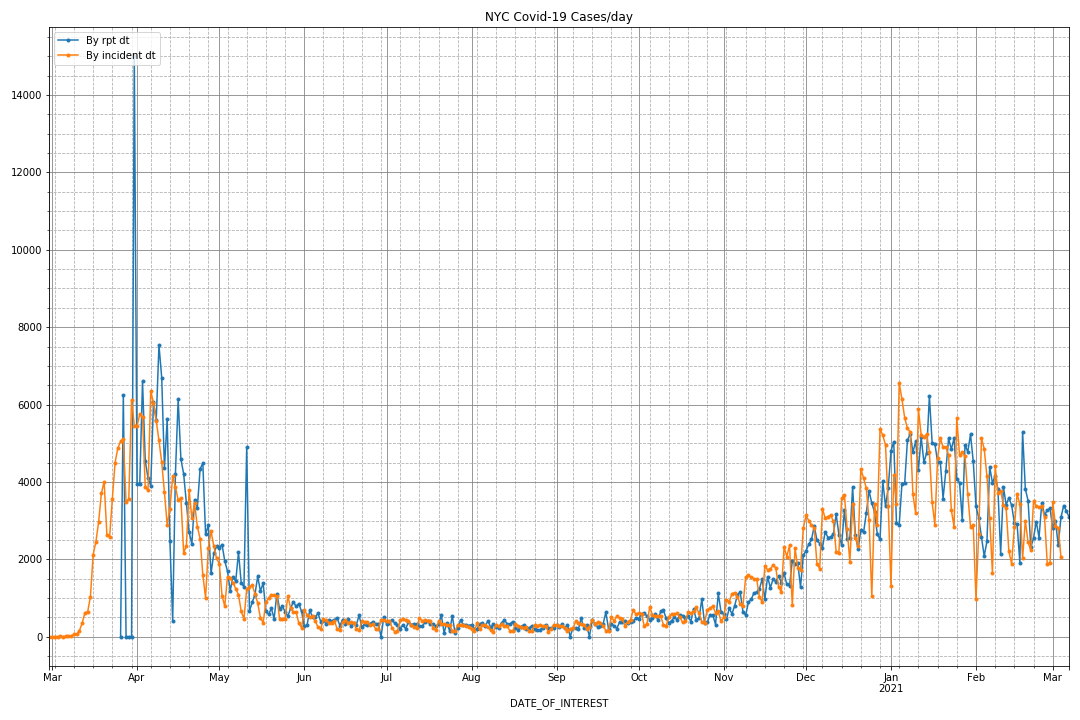 NYC Covid-19 Cases/day
By rpt dt
By incident dt
14000
12000
10000
8000
6000
4000
2000
0
Mar Apr May Jun Jul Aug Sep Oct Nov Dec Jan Feb Mar
2021
DATE_OF_INTEREST